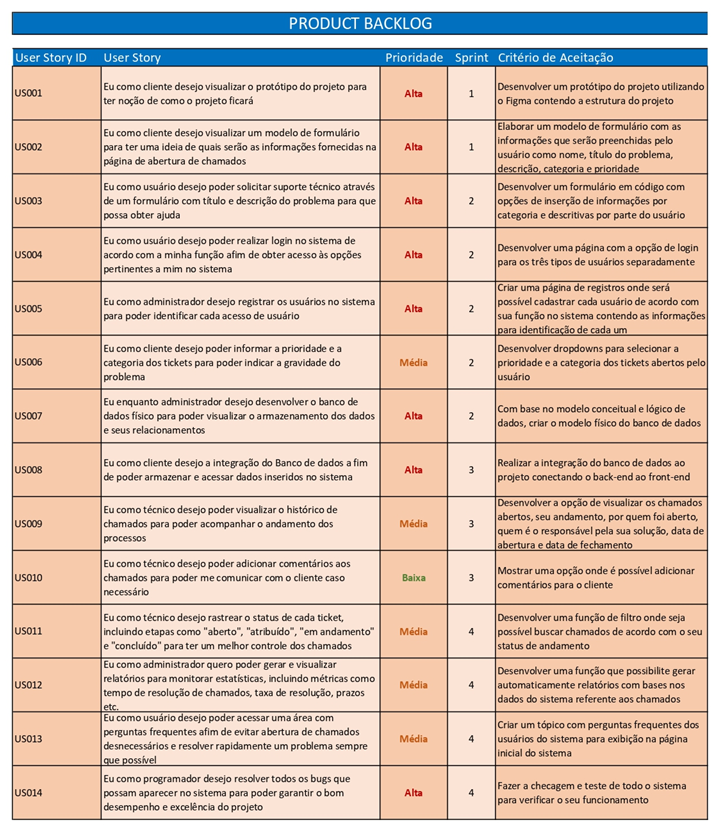 PRODUCT BACKLOG
User Story ID User Story Prioridade Sprint Critério de Aceitação
US001
Eu como cliente desejo visualizar o protótipo do projeto para
ter noção de como o projeto ficará
Alta
1
Desenvolver um protótipo do projeto utilizando
o Figma contendo a estrutura do projeto
US002
Eu como cliente desejo visualizar um modelo de formulário
para ter uma ideia de quais serão as informações fornecidas na
página de abertura de chamados
Alta
1
Elaborar um modelo de formulário com as
informações que serão preenchidas pelo
usuário como nome, título do problema,
descrição, categoria e prioridade
US003
Eu como usuário desejo poder solicitar suporte técnico através
de um formulário com título e descrição do problema para que
possa obter ajuda
Alta
2
Desenvolver um formulário em código com
opções de inserção de informações por
categoria e descritivas por parte do usuário
US004
Eu como usuário desejo poder realizar login no sistema de
acordo com a minha função afim de obter acesso às opções
pertinentes a mim no sistema
Alta
2
Desenvolver uma página com a opção de login
para os três tipos de usuários separadamente
US005
Eu como administrador desejo registrar os usuários no sistema
para poder identificar cada acesso de usuário
Alta
2
Criar uma página de registros onde será
possível cadastrar cada usuário de acordo com
sua função no sistema contendo as informações
para identificação de cada um
US006
Eu como cliente desejo poder informar a prioridade e a
categoria dos tickets para poder indicar a gravidade do
problema
Média
2
Desenvolver dropdowns para selecionar a
prioridade e a categoria dos tickets abertos pelo
usuário
US007
Eu enquanto administrador desejo desenvolver o banco de
dados físico para poder visualizar o armazenamento dos dados
e seus relacionamentos
Alta
2
Com base no modelo conceitual e lógico de
dados, criar o modelo físico do banco de dados
US008
Eu como cliente desejo a integração do Banco de dados a fim
de poder armazenar e acessar dados inseridos no sistema
Alta
3
Realizar a integração do banco de dados ao
projeto conectando o back-end ao front-end
US009
Eu como técnico desejo poder visualizar o histórico de
chamados para poder acompanhar o andamento dos
processos
Média
3
Desenvolver a opção de visualizar os chamados
abertos, seu andamento, por quem foi aberto,
quem é o responsável pela sua solução, data de
abertura e data de fechamento
US010
Eu como técnico desejo poder adicionar comentários aos
chamados para poder me comunicar com o cliente caso
necessário
Baixa
3
Mostrar uma opção onde é possível adicionar
comentários para o cliente
US011
Eu como técnico desejo rastrear o status de cada ticket,
incluindo etapas como "aberto", "atribuído", "em andamento"
e "concluído" para ter um melhor controle dos chamados
Média
4
Desenvolver uma função de filtro onde seja
possível buscar chamados de acordo com o seu
status de andamento
US012
Eu como administrador quero poder gerar e visualizar
relatórios para monitorar estatísticas, incluindo métricas como
tempo de resolução de chamados, taxa de resolução, prazos
etc.
Média
4
Desenvolver uma função que possibilite gerar
automaticamente relatórios com bases nos
dados do sistema referente aos chamados
US013
Eu como usuário desejo poder acessar uma área com
perguntas frequentes afim de evitar abertura de chamados
desnecessários e resolver rapidamente um problema sempre
que possível
Média
4
Criar um tópico com perguntas frequentes dos
usuários do sistema para exibição na página
inicial do sistema
US014
Eu como programador desejo resolver todos os bugs que
possam aparecer no sistema para poder garantir o bom
desempenho e excelência do projeto
Alta
4
Fazer a checagem e teste de todo o sistema
para verificar o seu funcionamento